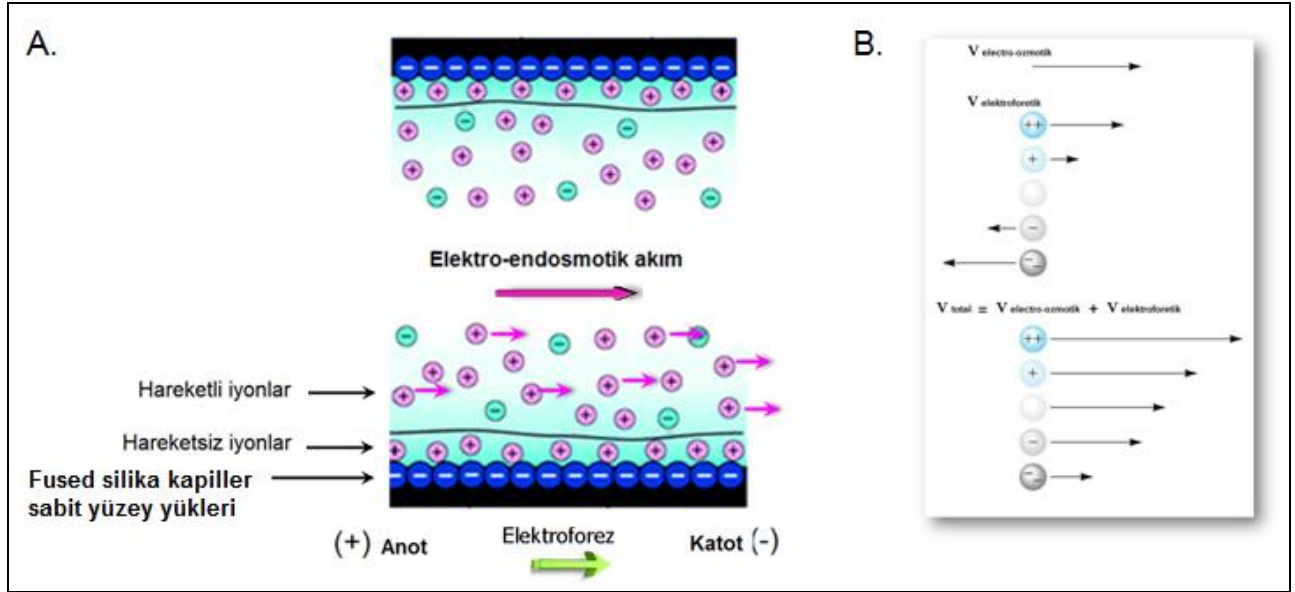 A.
Elektro-endosmotik akım
Hareketli iyonlar
Hareketsiz iyonlar
Fused silika kapiller
sabit yüzey yükleri
(+) Anot
Elektroforez
Katot (-)
B.
V electro-ozmotik
V elektroforetik
++
+
−
−−
V total = V electro-ozmotik + V elektroforetik
++
+
−
−−